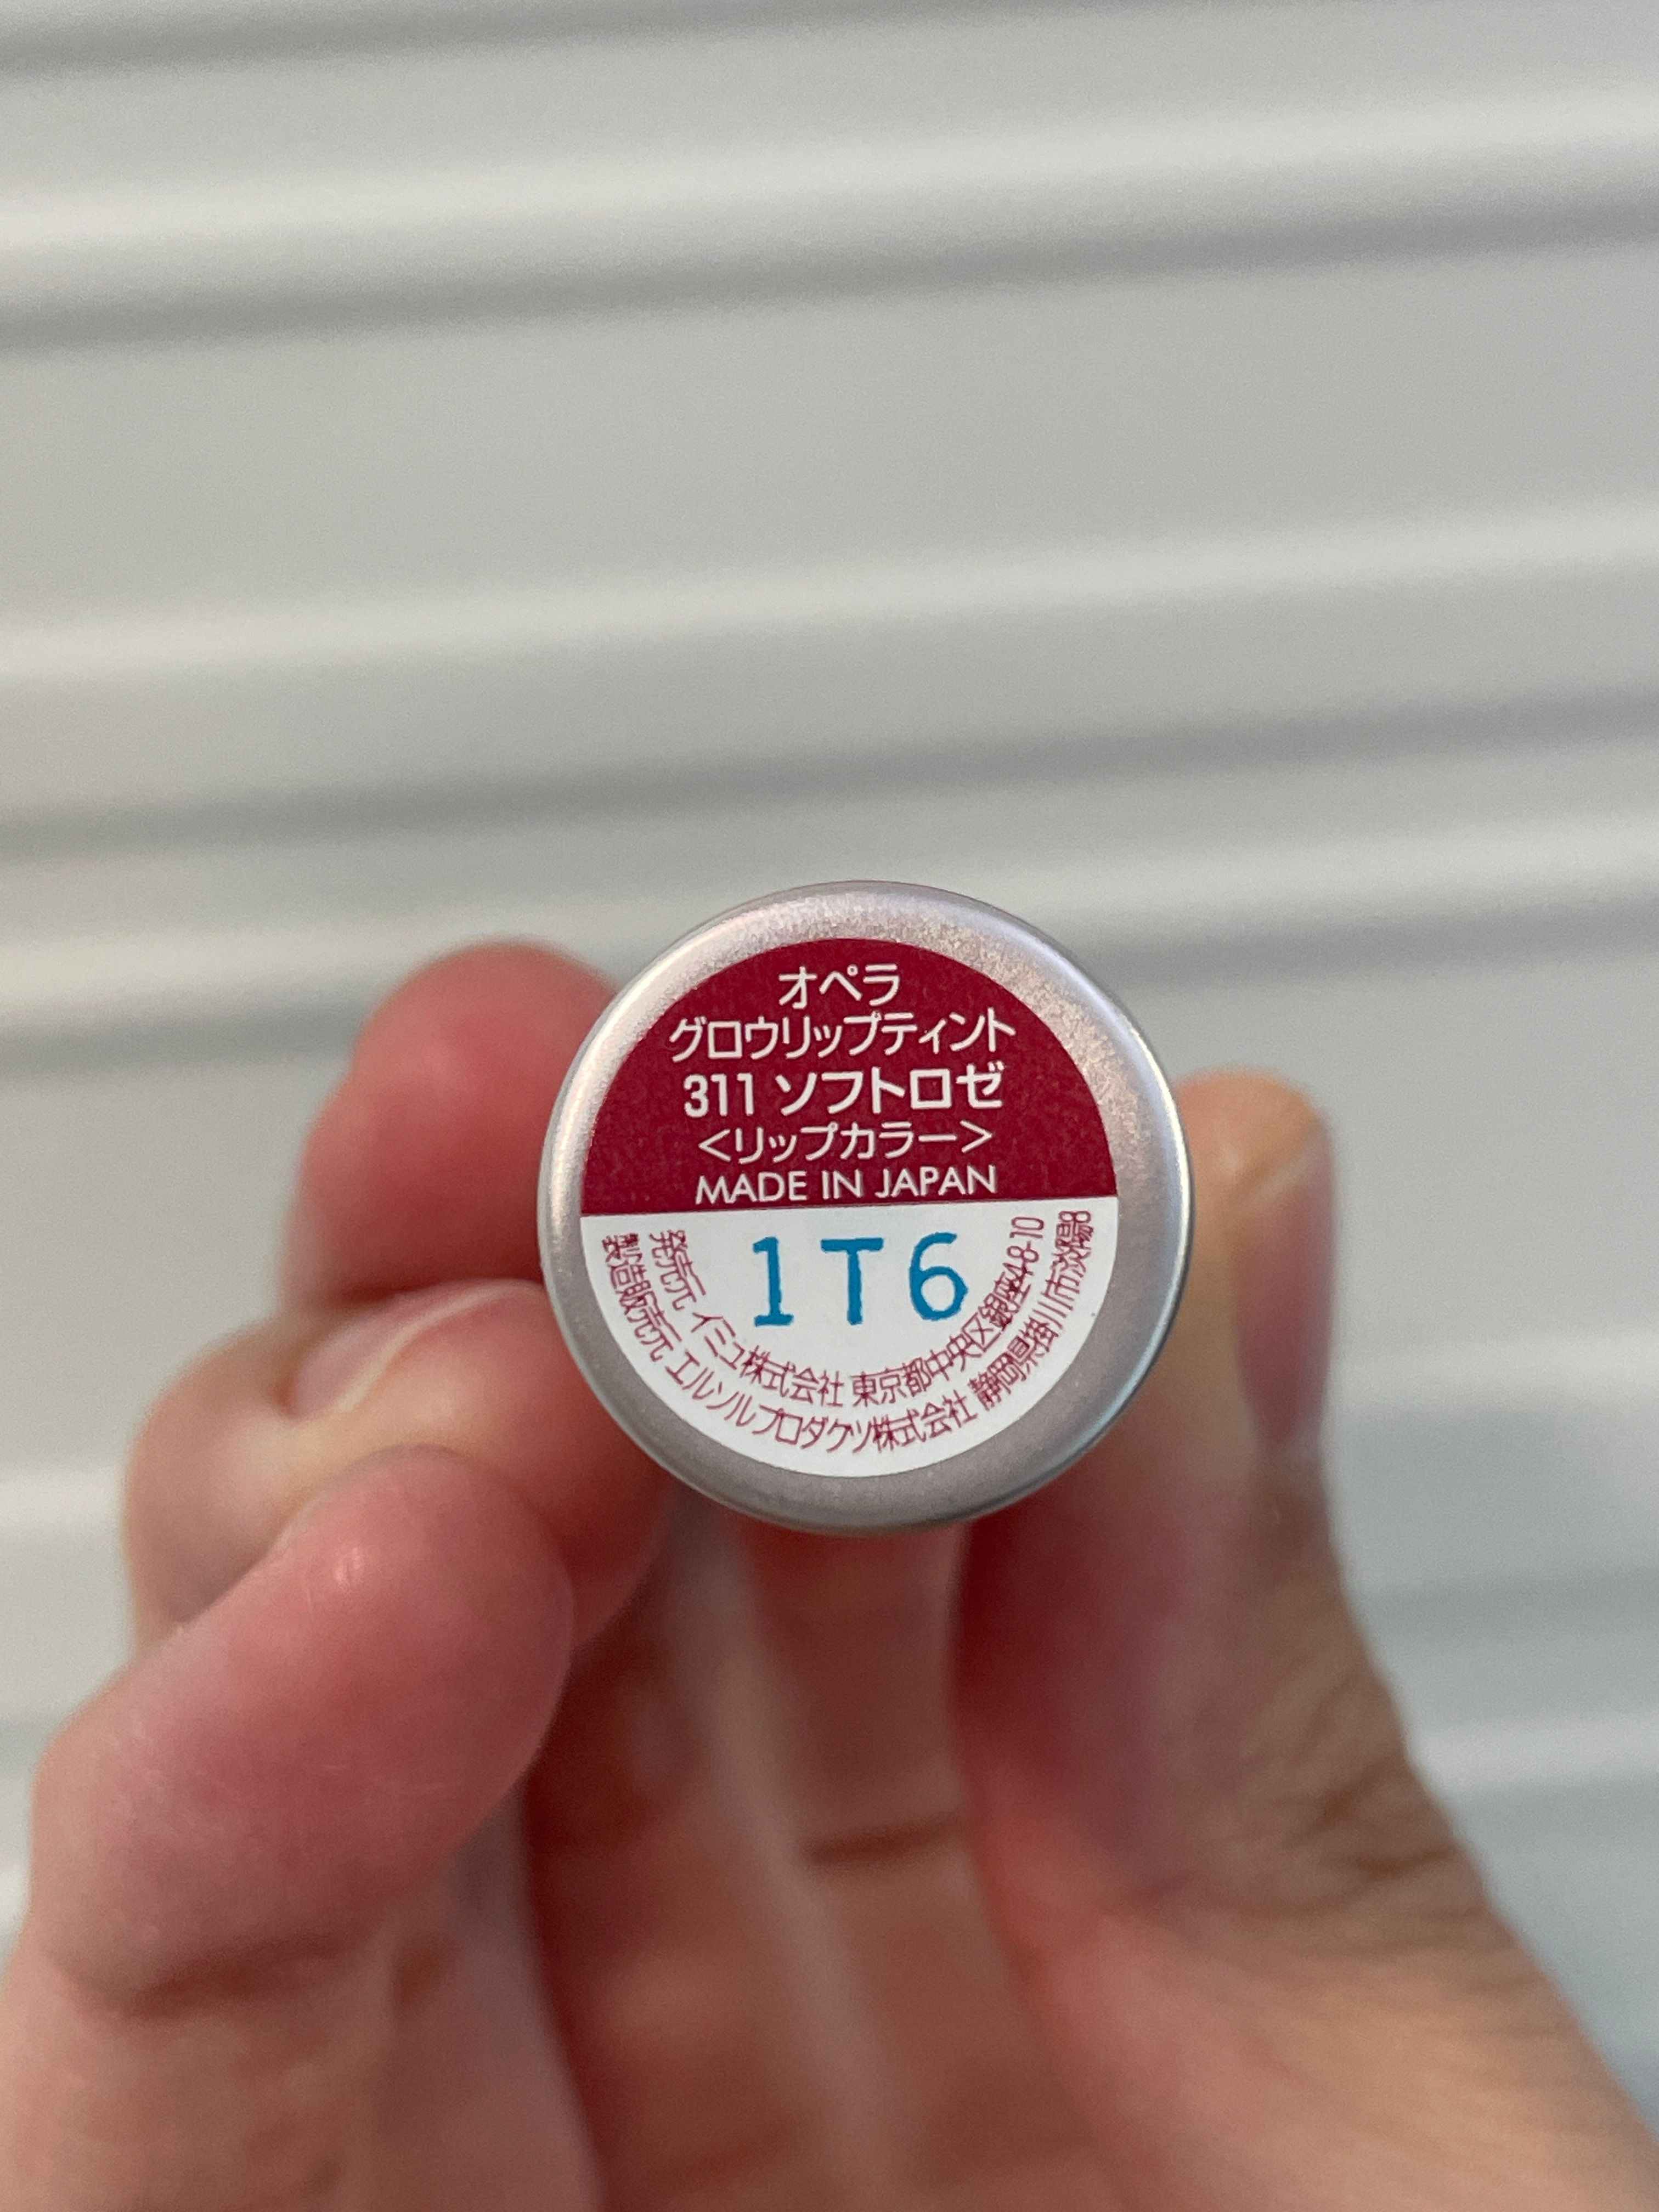 オペラ
グロウリップティント
311 ソフトロゼ
<リップカラー>
MADE IN JAPAN
1T6
発売元 イミュ株式会社 東京都中央区銀座4-8-10
製造販売元 エルソルプロダクツ株式会社 静岡県掛川市淡陽8